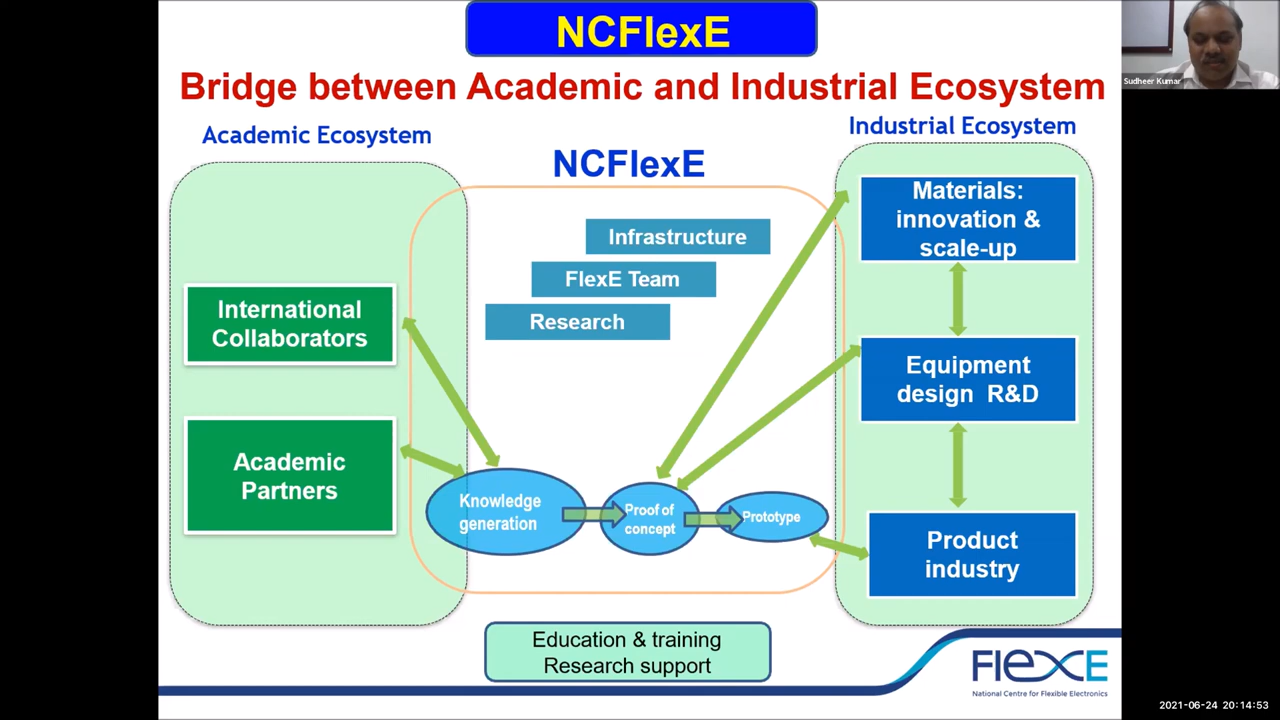 NCFlexE
Sudheer Kumar
Bridge between Academic and Industrial Ecosystem
Academic Ecosystem
Industrial Ecosystem
NCFlexE
Infrastructure
FlexE Team
Research
International
Collaborators
Academic
Partners
Knowledge
generation
Proof of
concept
Prototype
Materials:
innovation &
scale-up
Equipment
design R&D
Product
industry
Education & training
Research support
FlexE
National Centre for Flexible Electronics
2021-06-24 20:14:53